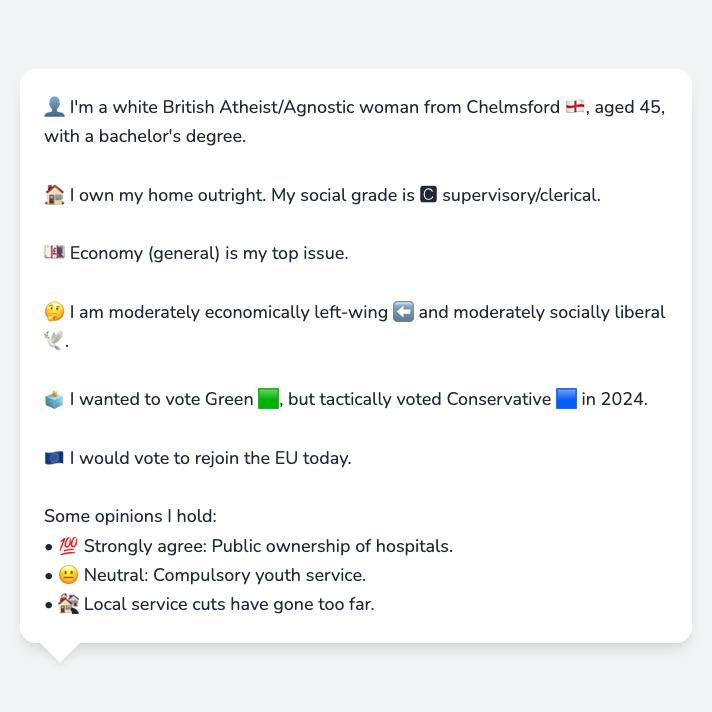 👤 I'm a white British Atheist/Agnostic woman from Chelmsford 🏴󠁧󠁢󠁥󠁮󠁧󠁿, aged 45,
with a bachelor's degree.
🏠 I own my home outright. My social grade is 🅲 supervisory/clerical.
💷 Economy (general) is my top issue.
🤔 I am moderately economically left-wing ⬅️ and moderately socially liberal
🕊️.
🗳️ I wanted to vote Green 🟩, but tactically voted Conservative 🟦 in 2024.
🇪🇺 I would vote to rejoin the EU today.
Some opinions I hold:
• 💯 Strongly agree: Public ownership of hospitals.
• 😐 Neutral: Compulsory youth service.
• 🏘️ Local service cuts have gone too far.